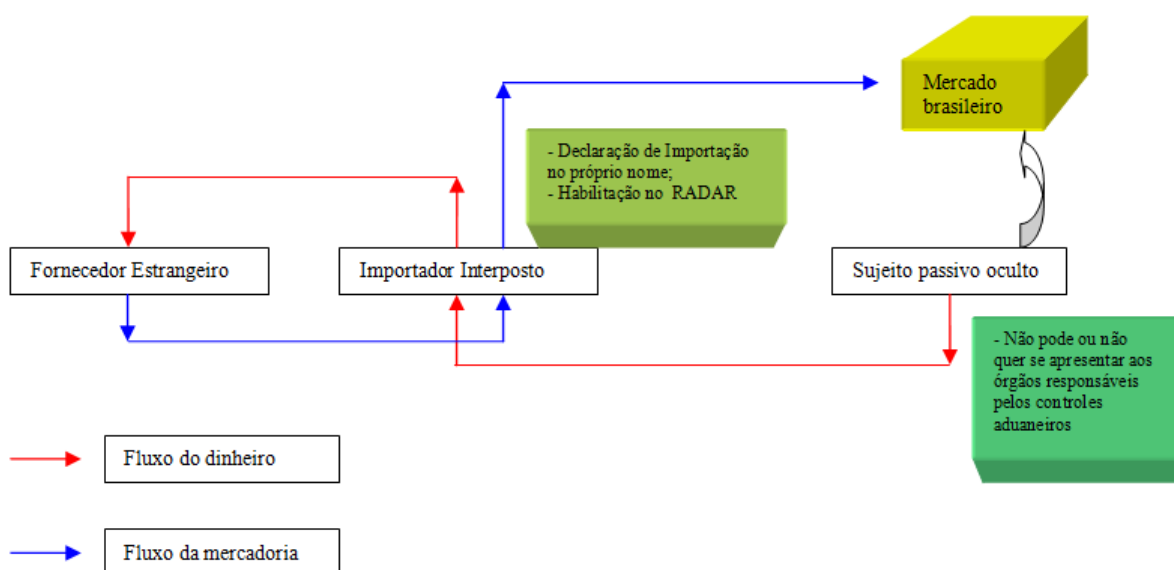 Mercado
brasileiro
- Declaração de Importação
no próprio nome;
- Habilitação no RADAR
Fornecedor Estrangeiro
Importador Interposto
Sujeito passivo oculto
- Não pode ou não
quer se apresentar aos
órgãos responsáveis
pelos controles
aduaneiros
Fluxo do dinheiro
Fluxo da mercadoria